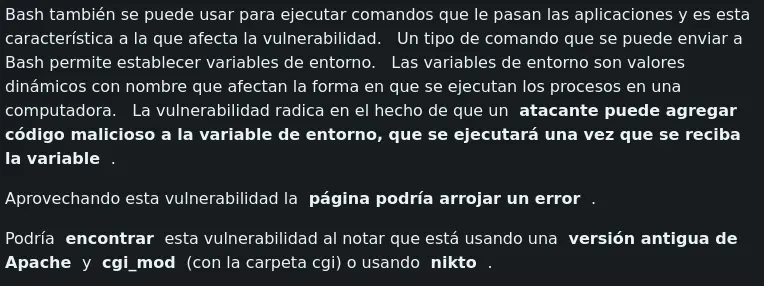 Bash también se puede usar para ejecutar comandos que le pasan las aplicaciones y es esta
característica a la que afecta la vulnerabilidad. Un tipo de comando que se puede enviar a
Bash permite establecer variables de entorno. Las variables de entorno son valores
dinámicos con nombre que afectan la forma en que se ejecutan los procesos en una
computadora. La vulnerabilidad radica en el hecho de que un atacante puede agregar
código malicioso a la variable de entorno, que se ejecutará una vez que se reciba
la variable .
Aprovechando esta vulnerabilidad la página podría arrojar un error .
Podría encontrar esta vulnerabilidad al notar que está usando una versión antigua de
Apache y cgi_mod (con la carpeta cgi) o usando nikto .